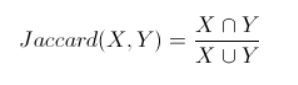 Jaccard(X, Y) = X ∩ Y / X ∪ Y